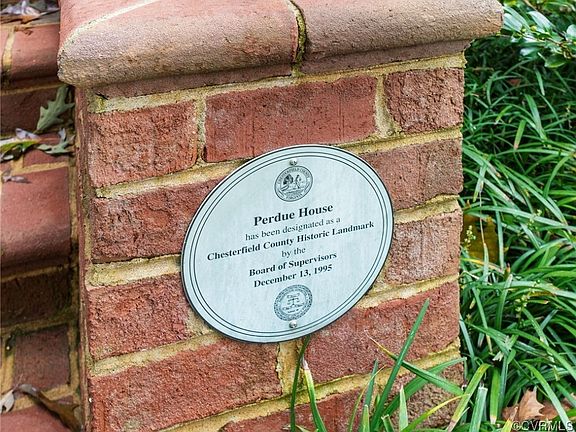 Perdue House
has been designated as a
Chesterfield County Historic Landmark
by the
Board of Supervisors
December 13, 1995
©CVRMLS